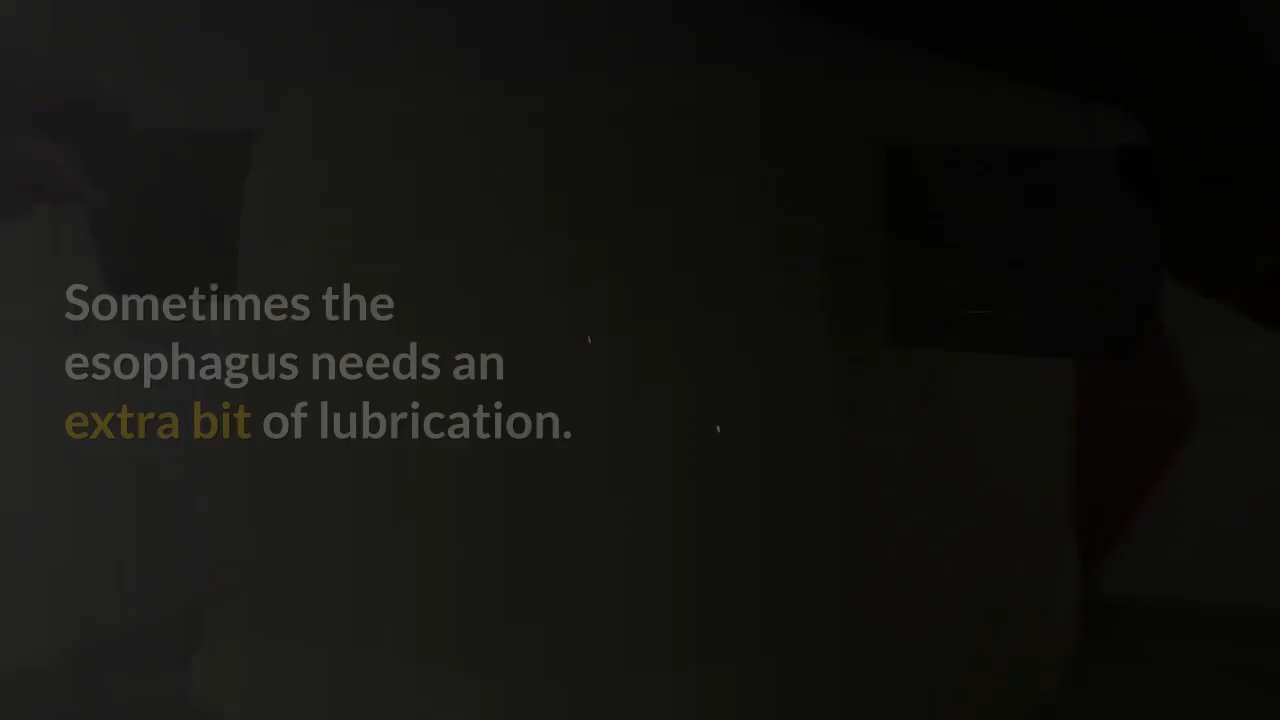 Sometimes the
esophagus needs an
extra bit of lubrication.